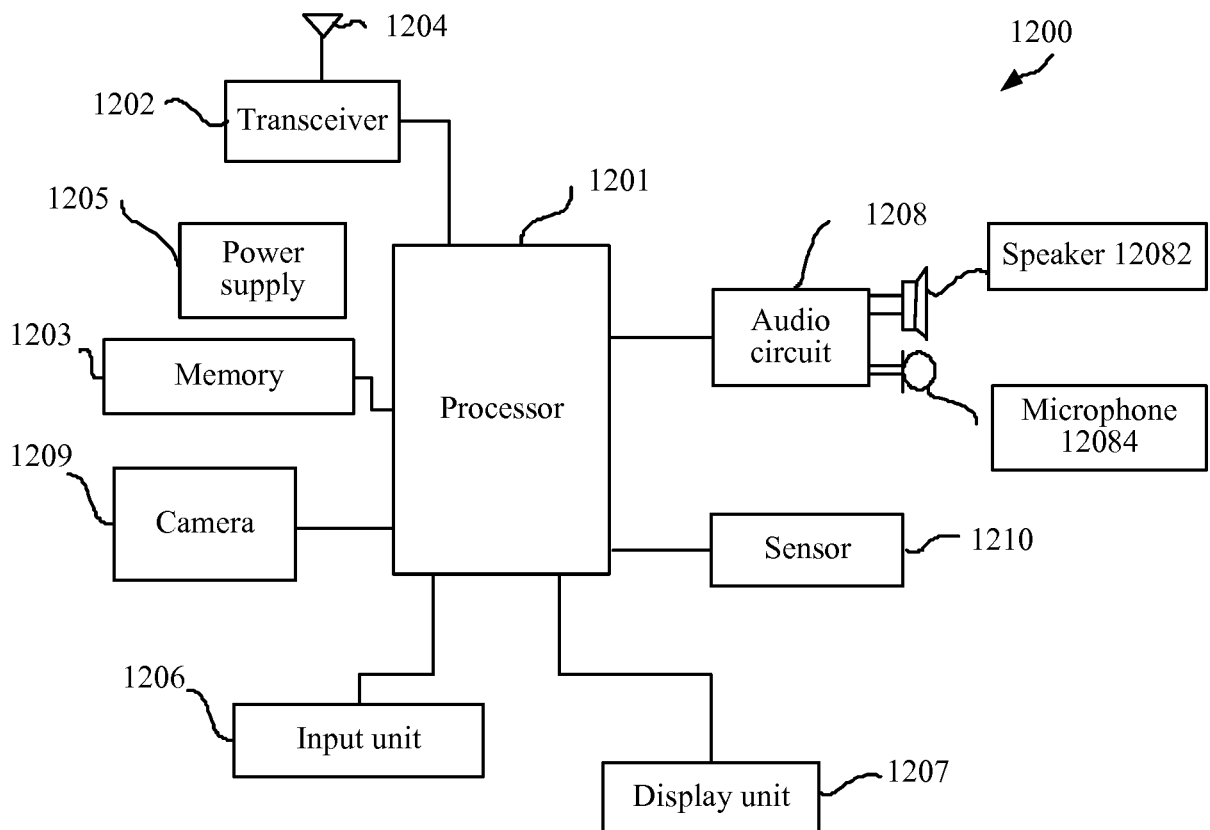 1204
1200
1202
Transceiver
1205
1201
Power
supply
1208
Speaker 12082
1203
Memory
Audio
circuit
Processor
Microphone
12084
1209
Camera
Sensor
1210
1206
Input unit
1207
Display unit